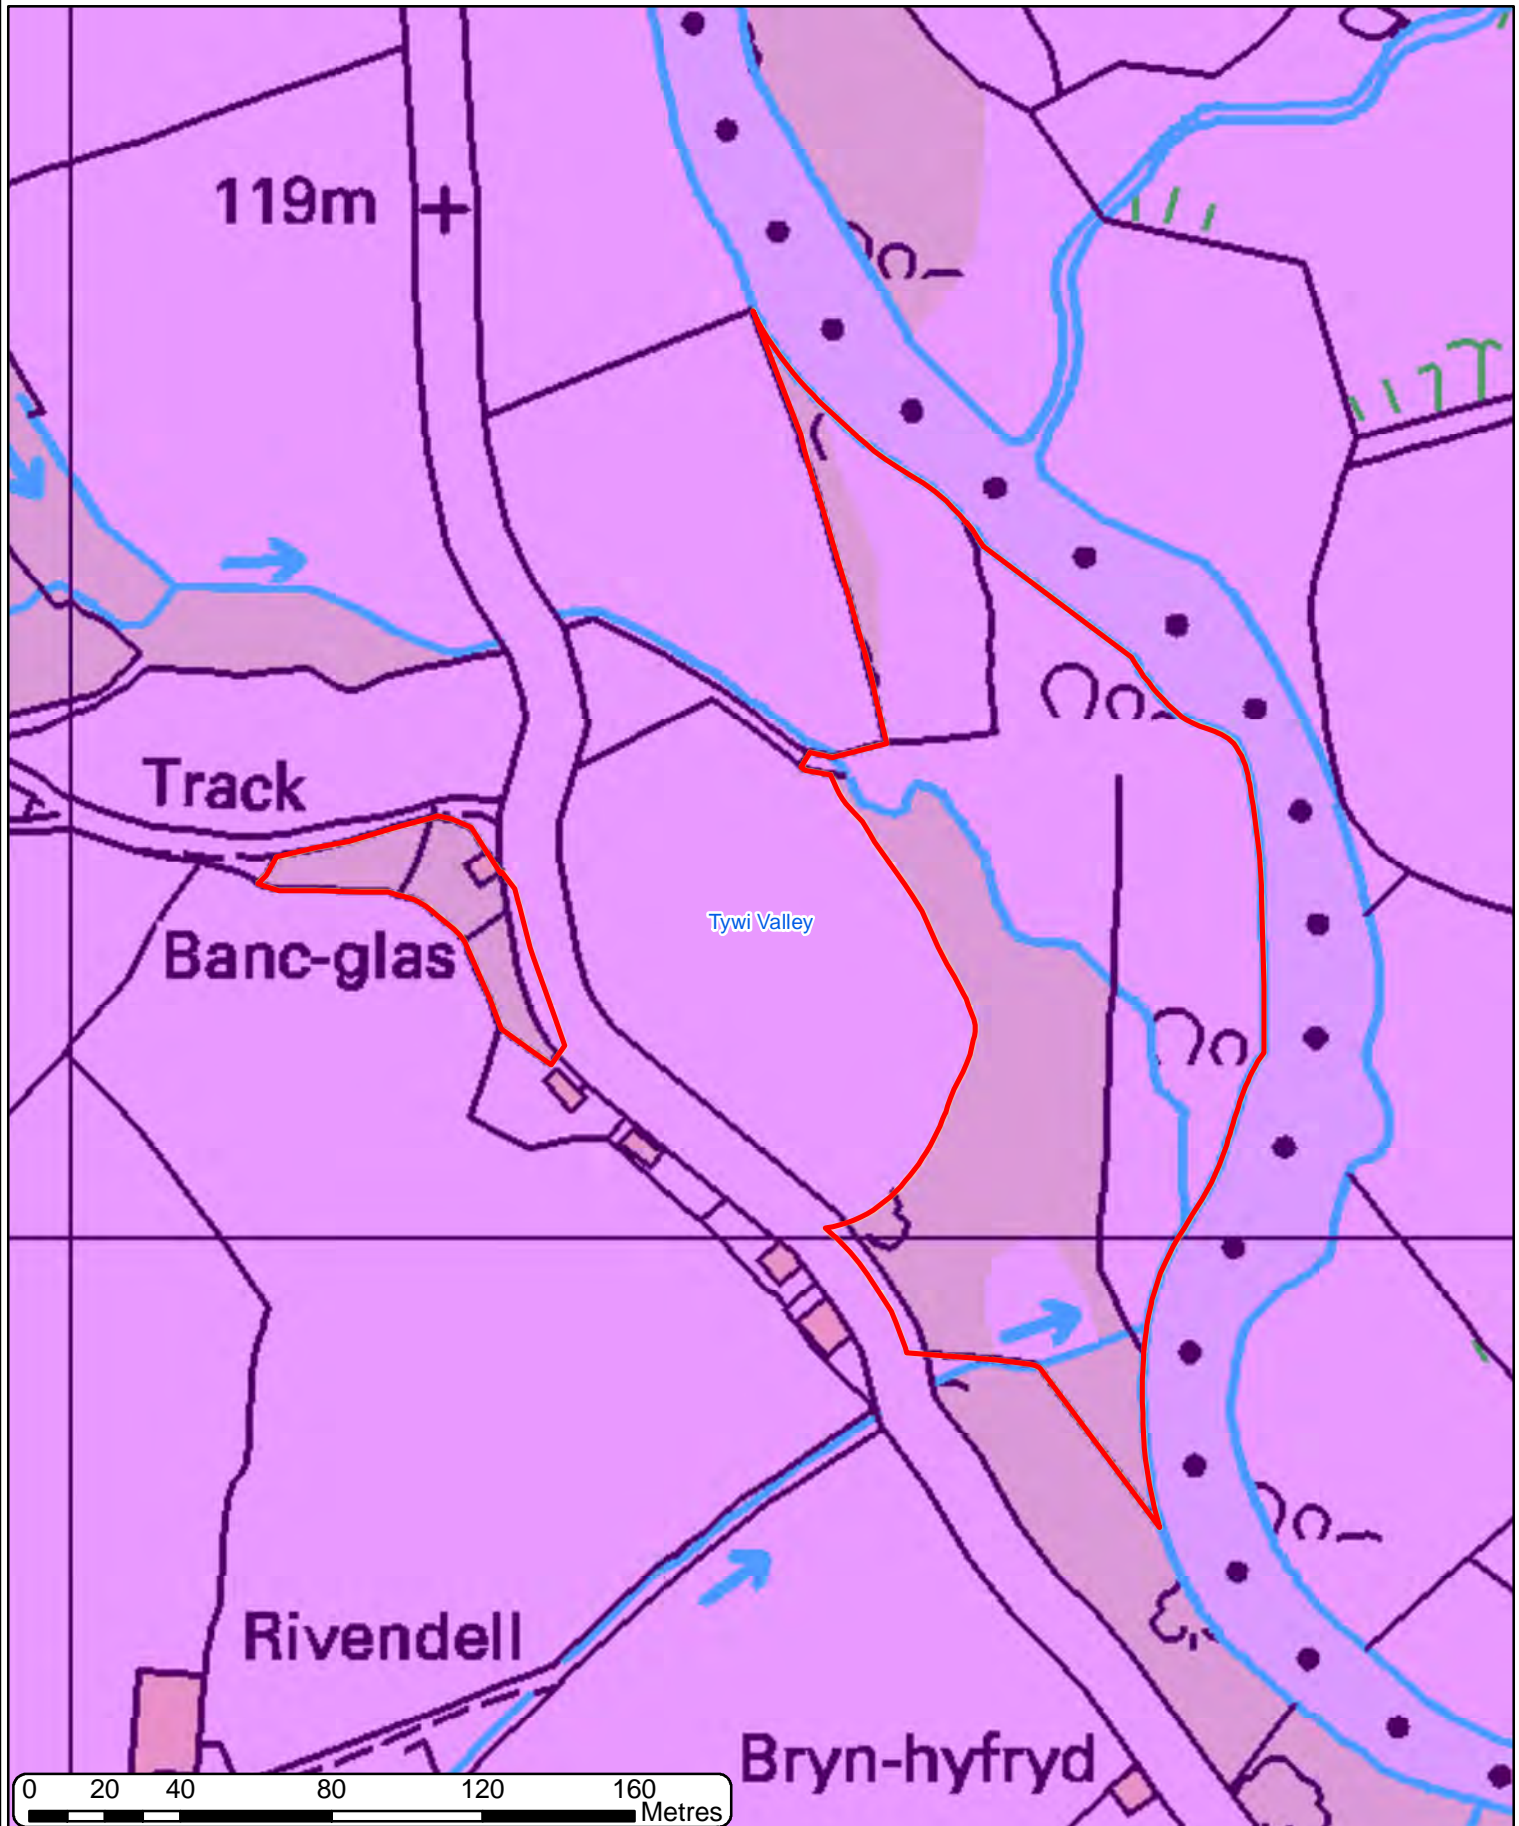 119m
Track
Tywi Valley
Banc-glas
Rivendell
Bryn-hyfryd
0 20 40 80 120 160
Metres